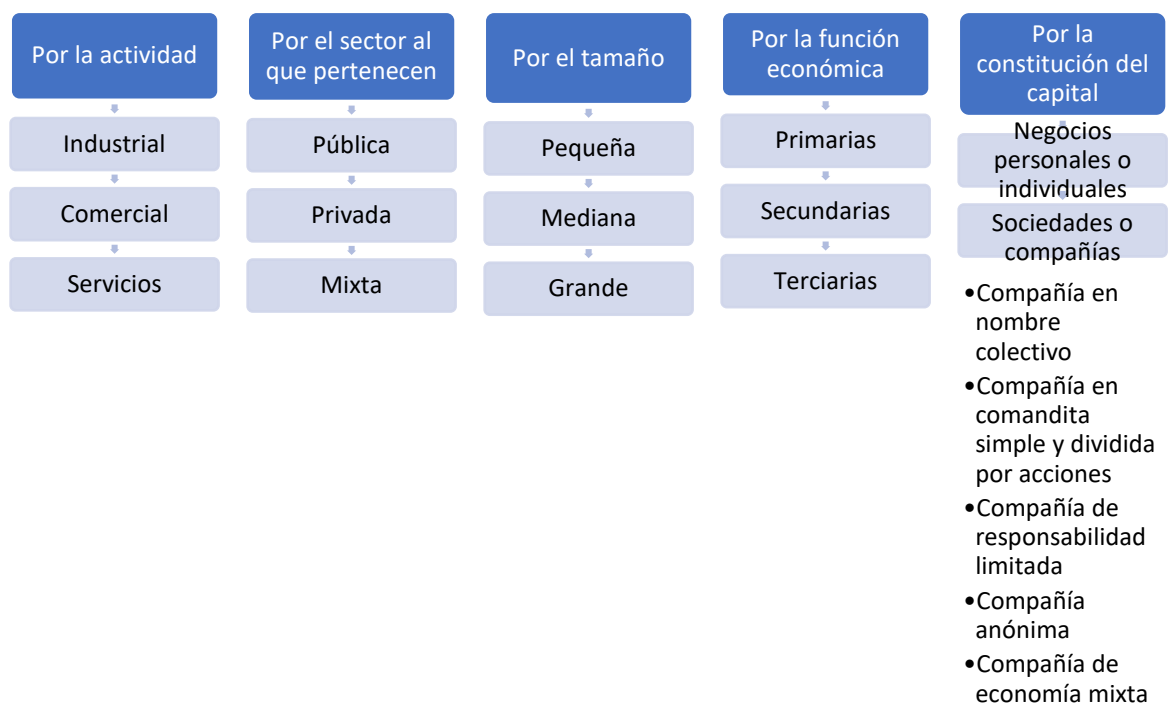 Por la actividad
Industrial
Comercial
Servicios
Por el sector al
que pertenecen
Pública
Privada
Mixta
Por el tamaño
Pequeña
Mediana
Grande
Por la función
económica
Primarias
Secundarias
Terciarias
Por la
constitución del
capital
Negocios
personales o
individuales
Sociedades o
compañías
•Compañía en
nombre
colectivo
•Compañía en
comandita
simple y dividida
por acciones
•Compañía de
responsabilidad
limitada
•Compañía
anónima
•Compañía de
economía mixta